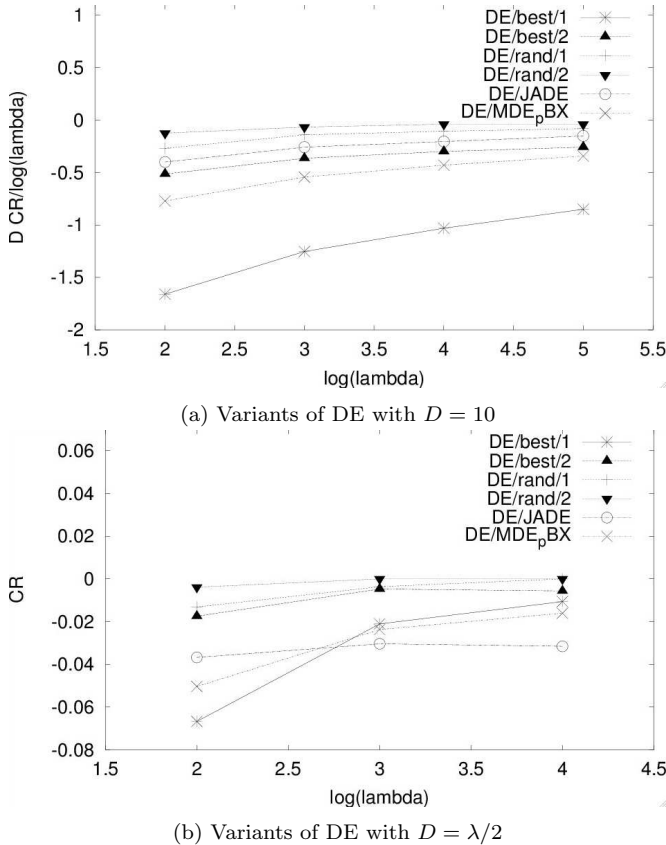 1
0.5
0
-0.5
-1
-1.5
-2
D CR/log(lambda)
DE/best/1
DE/best/2
DE/rand/1
DE/rand/2
DE/JADE
DE/MDEpBX
1.5 2 2.5 3 3.5 4 4.5 5 5.5
log(lambda)
(a) Variants of DE with D = 10
0.06
0.04
0.02
0
-0.02
-0.04
-0.06
-0.08
CR
DE/best/1
DE/best/2
DE/rand/1
DE/rand/2
DE/JADE
DE/MDEpBX
1.5 2 2.5 3 3.5 4 4.5
log(lambda)
(b) Variants of DE with D = λ/2